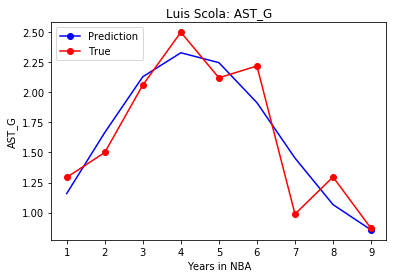 Luis Scola: AST_G
Prediction
True
AST_G
2.50
2.25
2.00
1.75
1.50
1.25
1.00
1 2 3 4 5 6 7 8 9
Years in NBA